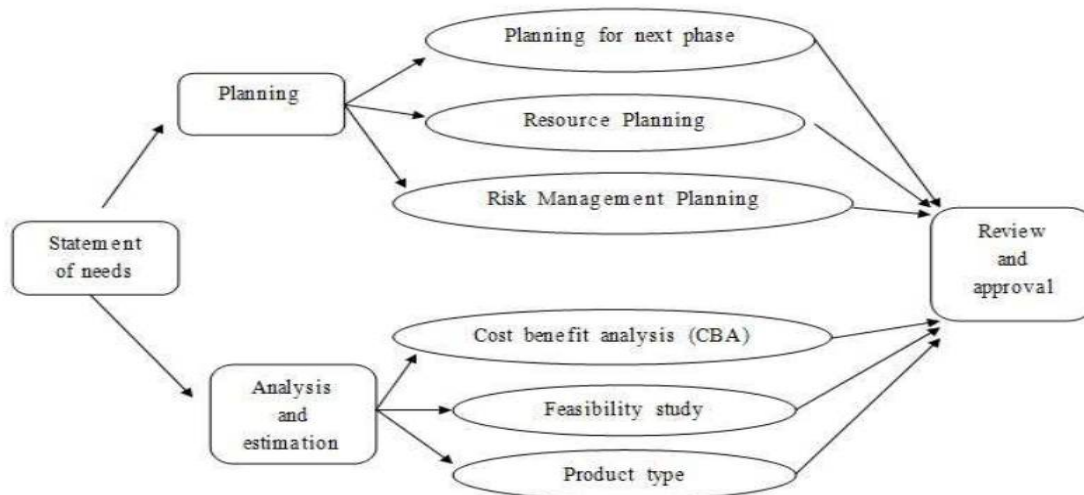 Planning for next phase
Planning
Resource Planning
Risk Management Planning
Statement
of needs
Review
and
approval
Cost benefit analysis (CBA)
Analysis
and
estimation
Feasibility study
Product type